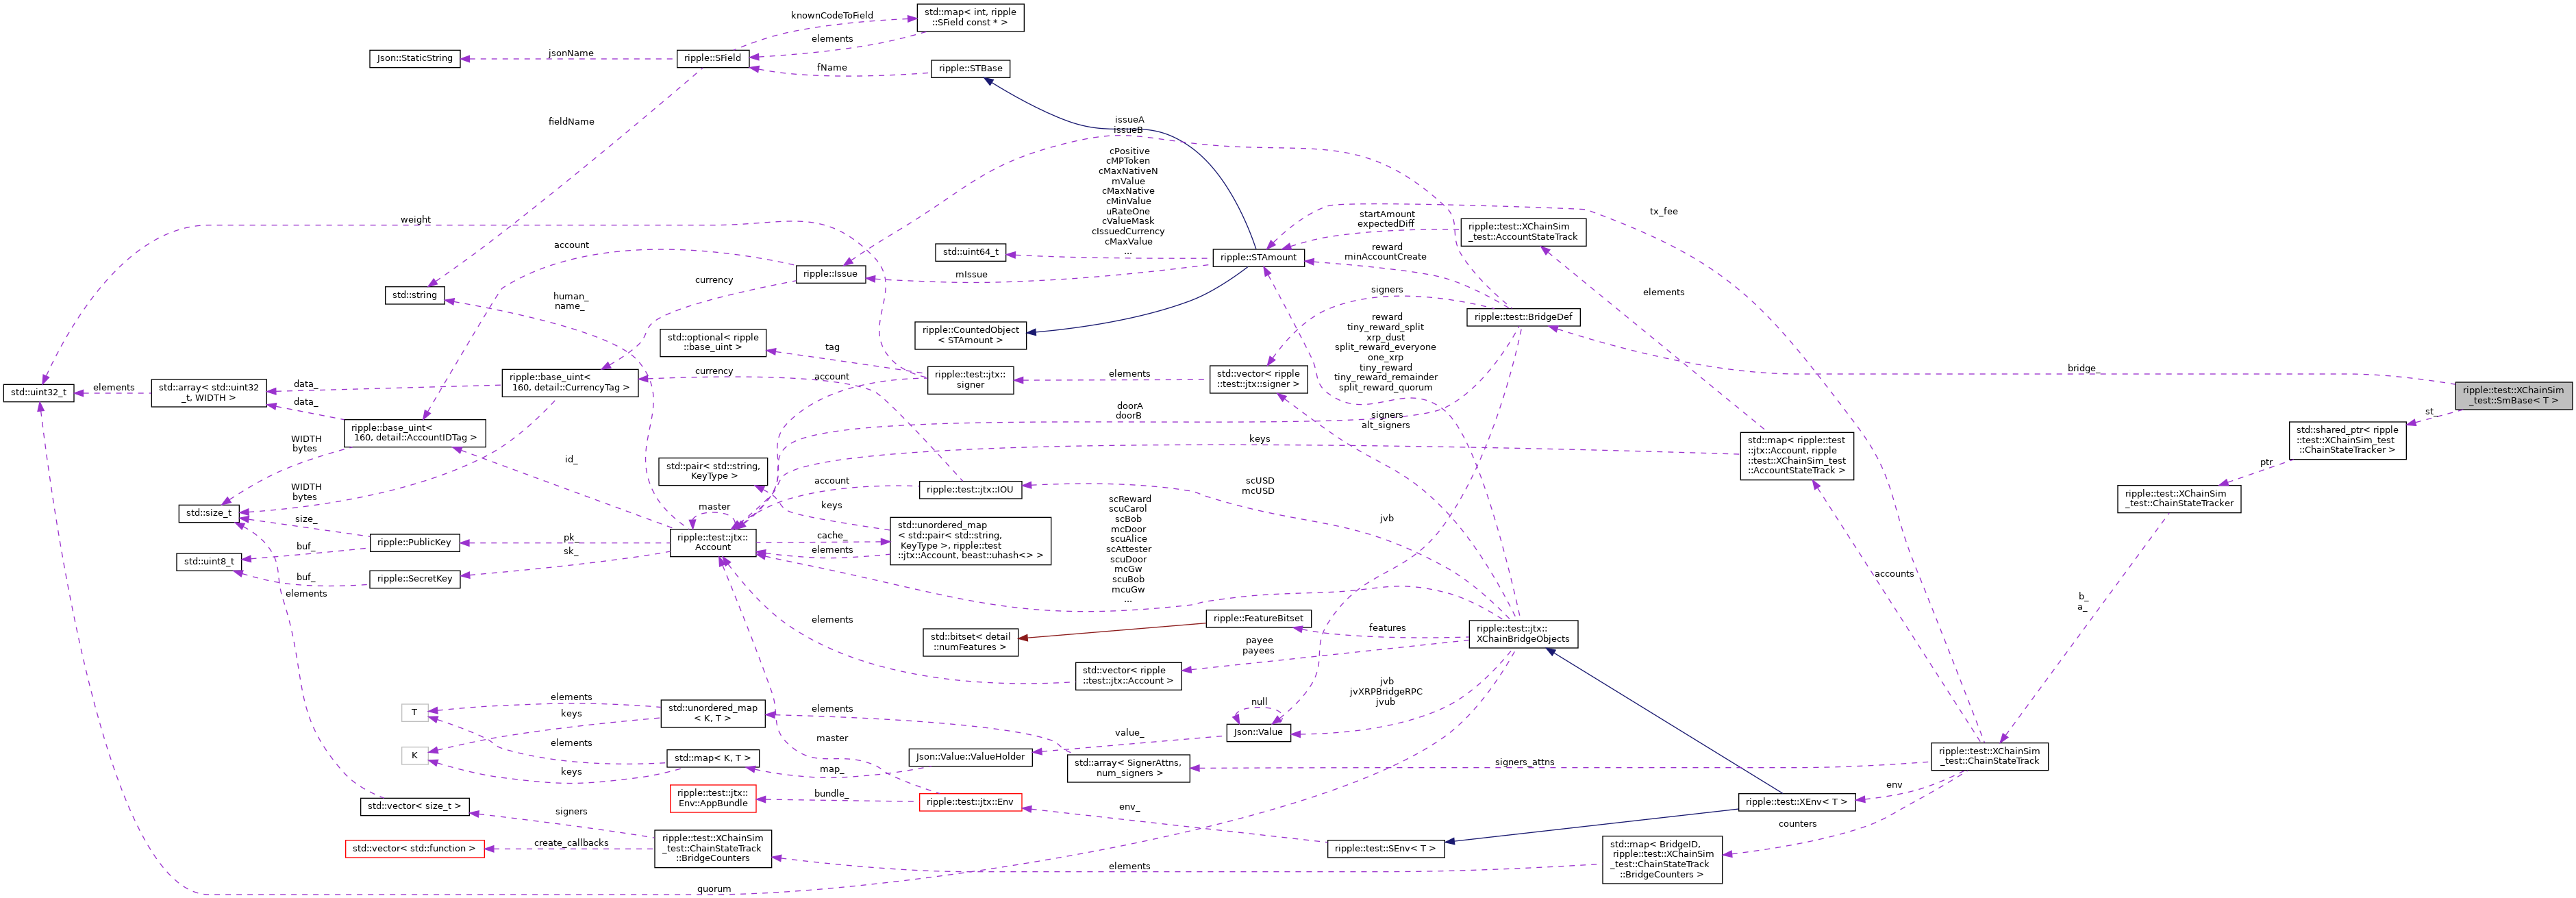 std::map< int, ripple
::SField const * >
knownCodeToField
elements
Json::StaticString
jsonName
ripple::SField
fName
ripple::STBase
fieldName
issueA
issueB
cPositive
cMPToken
cMaxNativeN
mValue
cMaxNative
cMinValue
uRateOne
cValueMask
cIssuedCurrency
cMaxValue
...
weight
account
std::uint64_t
startAmount
expectedDiff
ripple::test::XChainSim
_test::AccountStateTrack
tx_fee
reward
minAccountCreate
ripple::STAmount
ripple::Issue
mIssue
currency
std::string
human_
name_
signers
elements
ripple::test::BridgeDef
ripple::CountedObject
< STAmount >
std::optional< ripple
::base_uint >
tag
reward
tiny_reward_split
xrp_dust
split_reward_everyone
one_xrp
tiny_reward
tiny_reward_remainder
split_reward_quorum
bridge_
std::uint32_t
elements
std::array< std::uint32
_t, WIDTH >
data_
data_
ripple::base_uint<
160, detail::CurrencyTag >
currency
account
ripple::test::jtx::
signer
elements
std::vector< ripple
::test::jtx::signer >
ripple::test::XChainSim
_test::SmBase< T >
doorA
doorB
signers
alt_signers
st_
ripple::base_uint<
160, detail::AccountIDTag >
WIDTH
bytes
keys
std::map< ripple::test
::jtx::Account, ripple
::test::XChainSim_test
::AccountStateTrack >
std::shared_ptr< ripple
::test::XChainSim_test
::ChainStateTracker >
id_
std::pair< std::string,
KeyType >
ptr
WIDTH
bytes
account
keys
ripple::test::jtx::IOU
scUSD
mcUSD
ripple::test::XChainSim
_test::ChainStateTracker
std::size_t
size_
master
scReward
scuCarol
scBob
mcDoor
scuAlice
scAttester
scuDoor
mcGw
scuBob
mcuGw
...
jvb
ripple::PublicKey
pk_
sk_
ripple::test::jtx::
Account
cache_
elements
std::unordered_map
< std::pair< std::string,
KeyType >, ripple::test
::jtx::Account, beast::uhash<> >
buf_
std::uint8_t
buf_
ripple::SecretKey
elements
accounts
b_
a_
elements
ripple::FeatureBitset
features
ripple::test::jtx::
XChainBridgeObjects
std::bitset< detail
::numFeatures >
payee
payees
std::vector< ripple
::test::jtx::Account >
jvb
jvXRPBridgeRPC
jvub
elements
T
keys
std::unordered_map
< K, T >
elements
null
Json::Value
value_
K
elements
keys
std::map< K, T >
master
Json::Value::ValueHolder
map_
std::array< SignerAttns,
num_signers >
signers_attns
ripple::test::XChainSim
_test::ChainStateTrack
env
ripple::test::jtx::
Env::AppBundle
bundle_
ripple::test::jtx::Env
env_
ripple::test::XEnv< T >
std::vector< size_t >
signers
counters
std::vector< std::function >
create_callbacks
ripple::test::XChainSim
_test::ChainStateTrack
::BridgeCounters
ripple::test::SEnv< T >
elements
std::map< BridgeID,
ripple::test::XChainSim
_test::ChainStateTrack
::BridgeCounters >
quorum